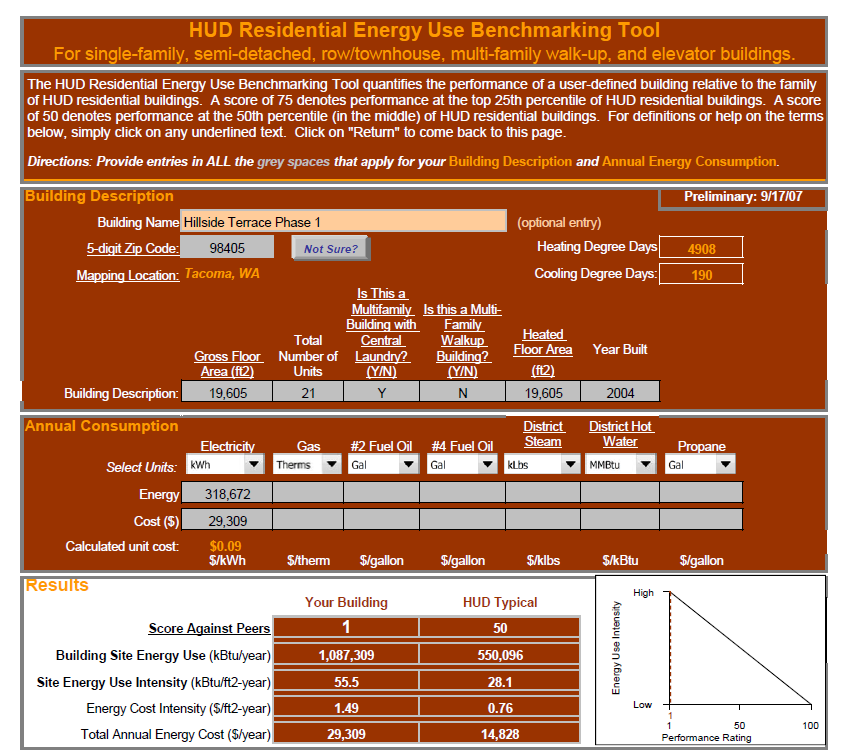 HUD Residential Energy Use Benchmarking Tool
For single-family, semi-detached, row/townhouse, multi-family walk-up, and elevator buildings.
The HUD Residential Energy Use Benchmarking Tool quantifies the performance of a user-defined building relative to the family
of HUD residential buildings. A score of 75 denotes performance at the top 25th percentile of HUD residential buildings. A score
of 50 denotes performance at the 50th percentile (in the middle) of HUD residential buildings. For definitions or help on the terms
below, simply click on any underlined text. Click on "Return" to come back to this page.
Directions: Provide entries in ALL the grey spaces that apply for your Building Description and Annual Energy Consumption.
Building Description
Preliminary: 9/17/07
Building Name Hillside Terrace Phase 1 (optional entry)
5-digit Zip Code: 98405 Not Sure? Heating Degree Days 4908
Mapping Location: Tacoma, WA Cooling Degree Days: 190
Gross Floor Area (ft2)
Total Number of Units
Is This a Multifamily Building with Central Laundry? (Y/N)
Is this a Multi-Family Walkup Building? (Y/N)
Heated Floor Area (ft2)
Year Built
Building Description: 19,605 21 Y N 19,605 2004
Annual Consumption
Electricity Gas #2 Fuel Oil #4 Fuel Oil District Steam District Hot Water Propane
Select Units: kWh Therms Gal Gal kLbs MMBtu Gal
Energy 318,672
Cost ($) 29,309
Calculated unit cost: $0.09
$/kWh $/therm $/gallon $/gallon $/klbs $/kBtu $/gallon
Results
Your Building HUD Typical
Score Against Peers 1 50
Building Site Energy Use (kBtu/year) 1,087,309 550,096
Site Energy Use Intensity (kBtu/ft2-year) 55.5 28.1
Energy Cost Intensity ($/ft2-year) 1.49 0.76
Total Annual Energy Cost ($/year) 29,309 14,828
High
Energy Use Intensity
Low
1
1 50 100
Performance Rating